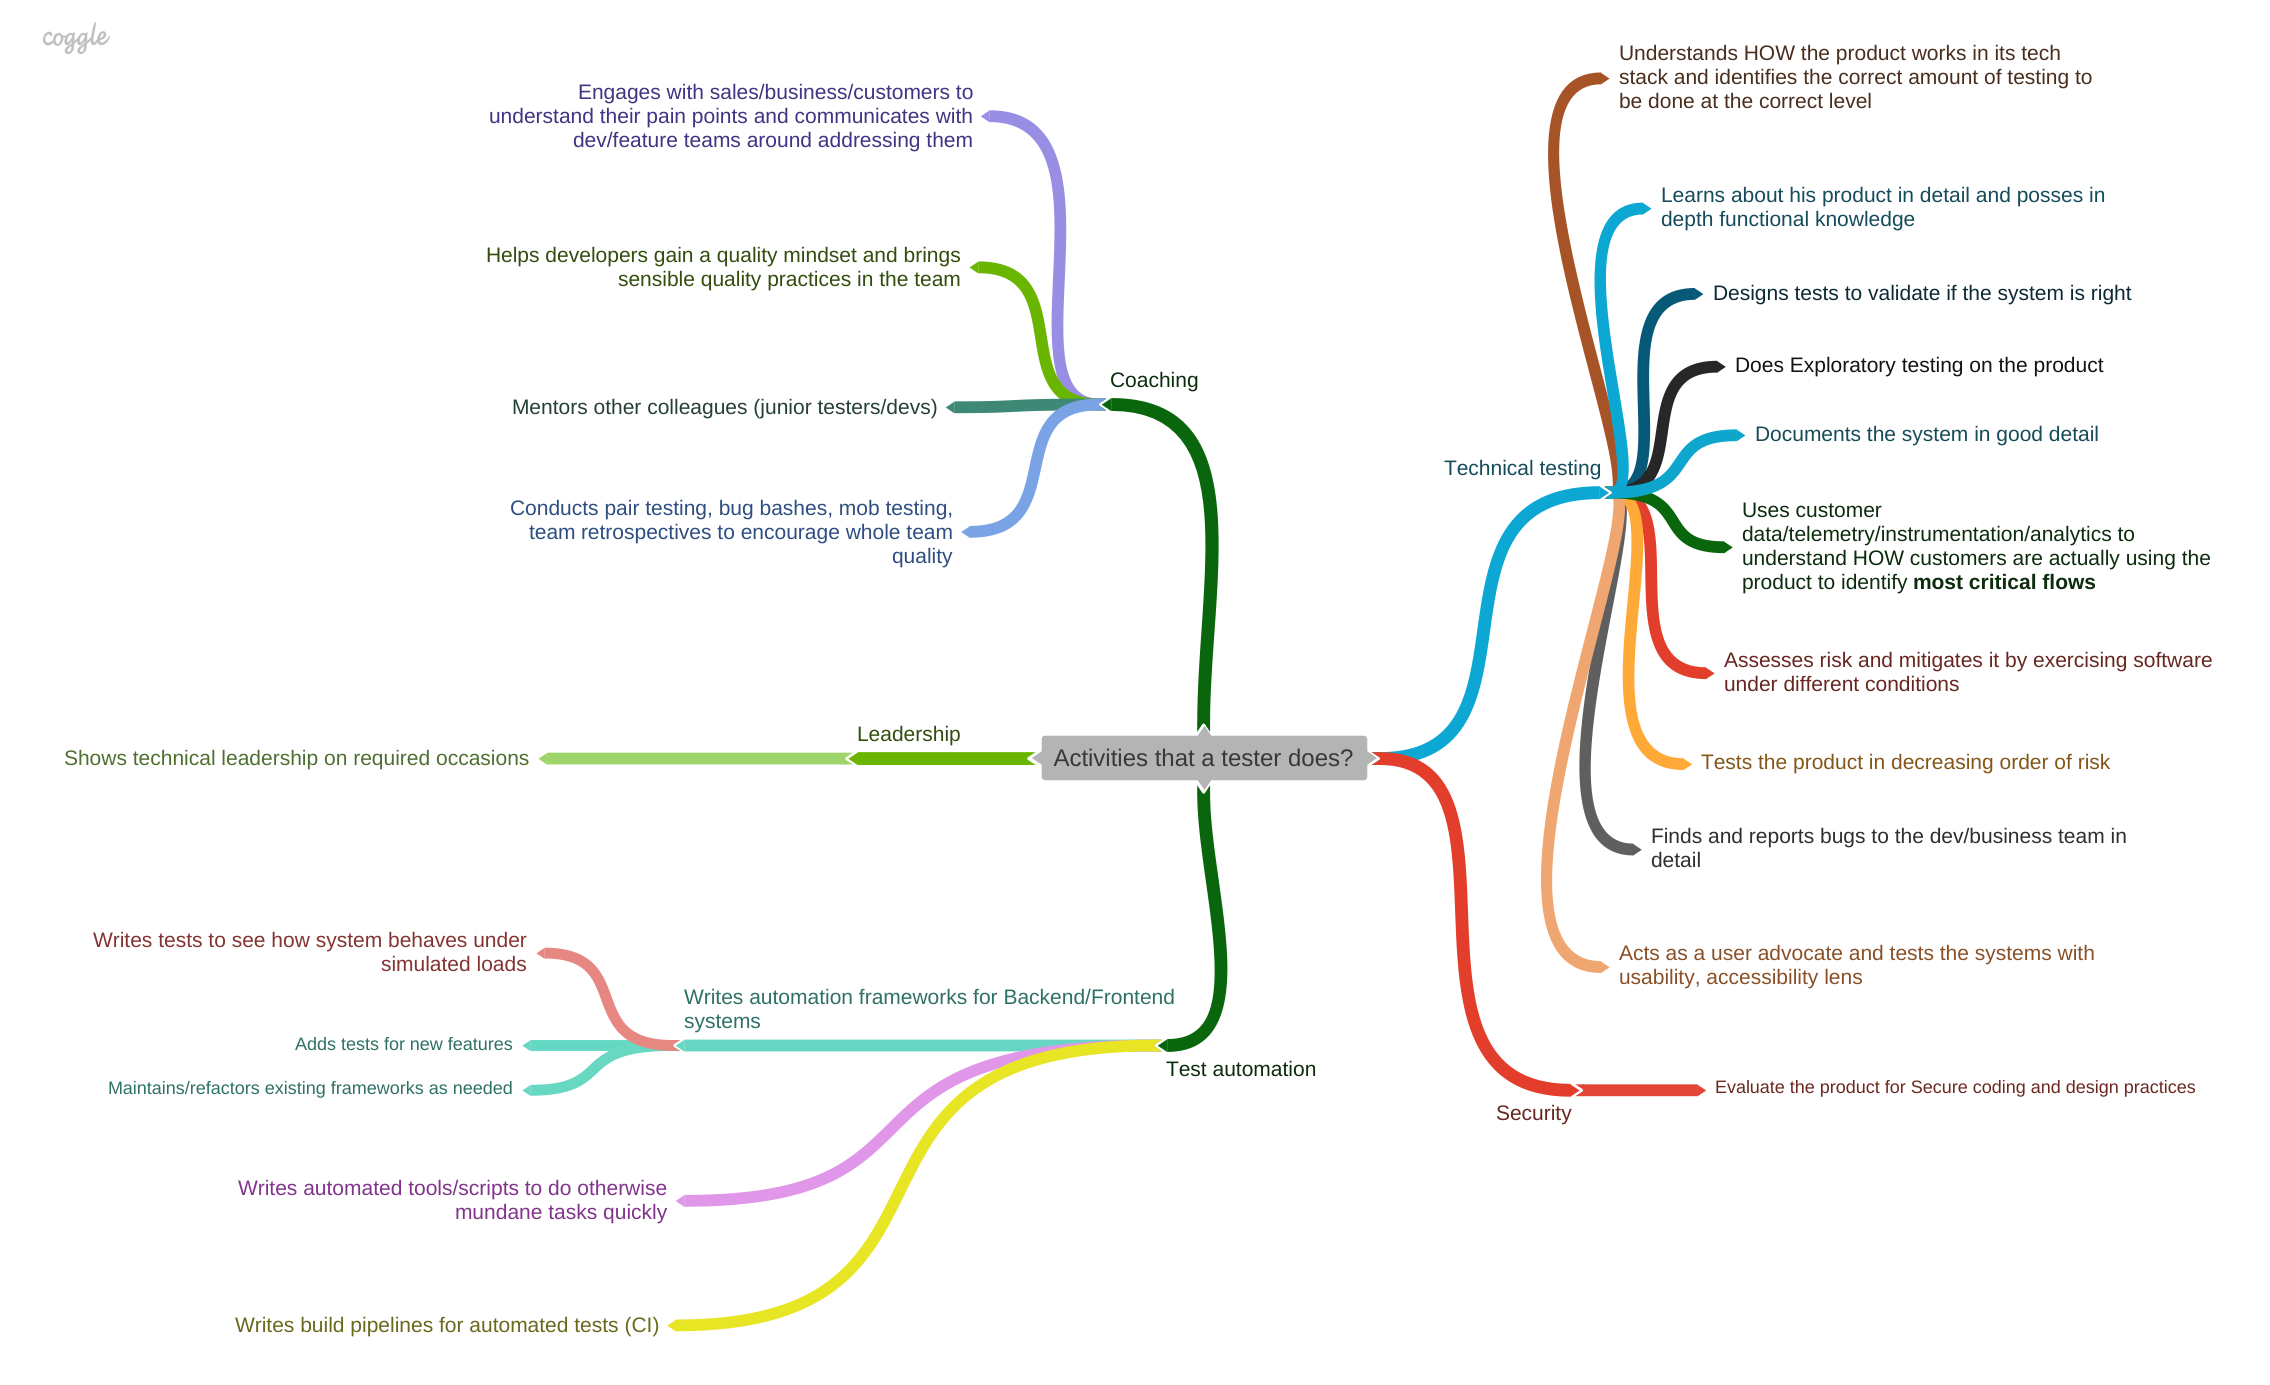 coggle
Engages with sales/business/customers to
understand their pain points and communicates with
dev/feature teams around addressing them
Helps developers gain a quality mindset and brings
sensible quality practices in the team
Coaching
Mentors other colleagues (junior testers/devs)
Conducts pair testing, bug bashes, mob testing,
team retrospectives to encourage whole team
quality
Leadership
Shows technical leadership on required occasions
Activities that a tester does?
Writes tests to see how system behaves under
simulated loads
Writes automation frameworks for Backend/Frontend
systems
Adds tests for new features
Maintains/refactors existing frameworks as needed
Test automation
Writes automated tools/scripts to do otherwise
mundane tasks quickly
Writes build pipelines for automated tests (CI)
Understands HOW the product works in its tech
stack and identifies the correct amount of testing to
be done at the correct level
Learns about his product in detail and posses in
depth functional knowledge
Designs tests to validate if the system is right
Does Exploratory testing on the product
Documents the system in good detail
Technical testing
Uses customer
data/telemetry/instrumentation/analytics to
understand HOW customers are actually using the
product to identify most critical flows
Assesses risk and mitigates it by exercising software
under different conditions
Tests the product in decreasing order of risk
Finds and reports bugs to the dev/business team in
detail
Acts as a user advocate and tests the systems with
usability, accessibility lens
Evaluate the product for Secure coding and design practices
Security